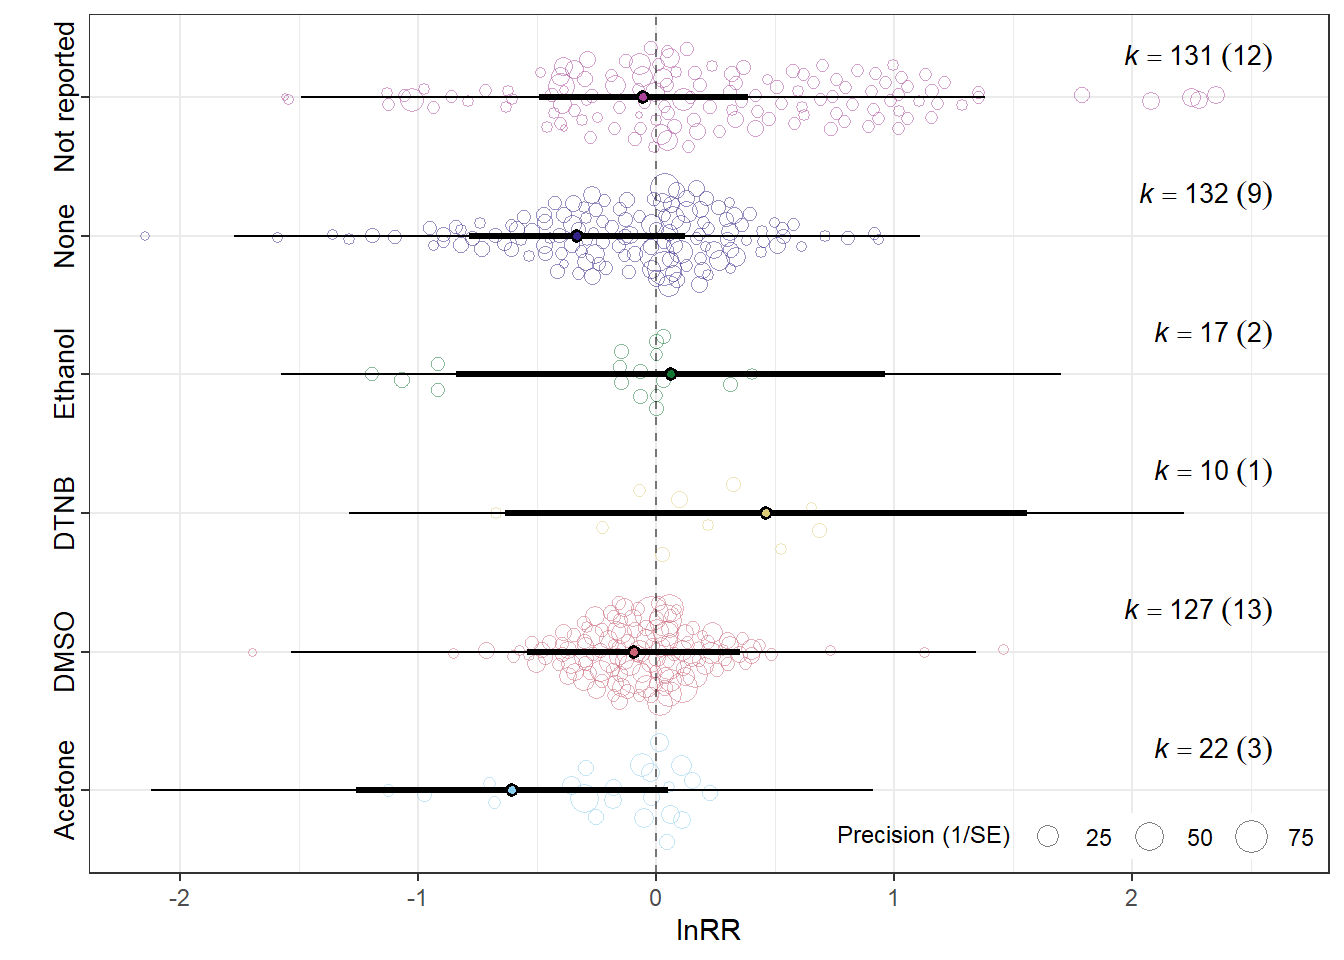 Not reported
k = 131 (12)
None
k = 132 (9)
Ethanol
k = 17 (2)
DTNB
k = 10 (1)
DMSO
k = 127 (13)
Acetone
k = 22 (3)
Precision (1/SE) 25 50 75
-2 -1 0 1 2
lnRR